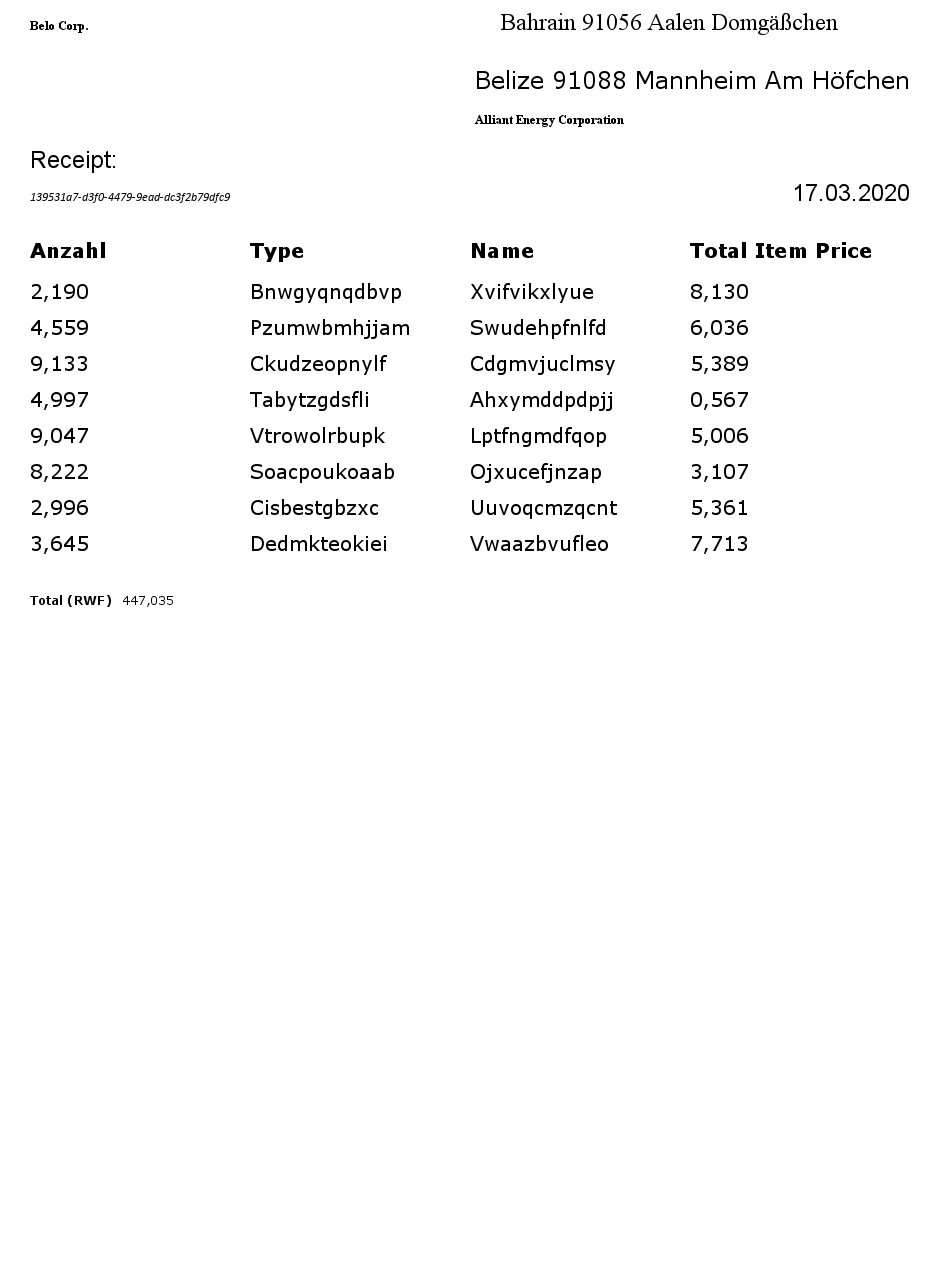 Belo Corp. Bahrain 91056 Aalen Domgäßchen
Belize 91088 Mannheim Am Höfchen
Alliant Energy Corporation
Receipt:
139531a7-d3f0-4479-9ead-dc3f2b79dfc9 17.03.2020
Anzahl Type Name Total Item Price
2,190 Bnwgyqnqdbvp Xvifvikxlyue 8,130
4,559 Pzumwbmhjjam Swudehpfnlfd 6,036
9,133 Ckudzeopnylf Cdgmvjuclmsy 5,389
4,997 Tabytzgdsfli Ahxymddpdpjj 0,567
9,047 Vtrowolrbupk Lptfngmdfqop 5,006
8,222 Soacpoukoaab Ojxucefjnzap 3,107
2,996 Cisbestgbzxc Uuvoqcmzqcnt 5,361
3,645 Dedmkteokiei Vwaazbvufleo 7,713
Total (RWF) 447,035